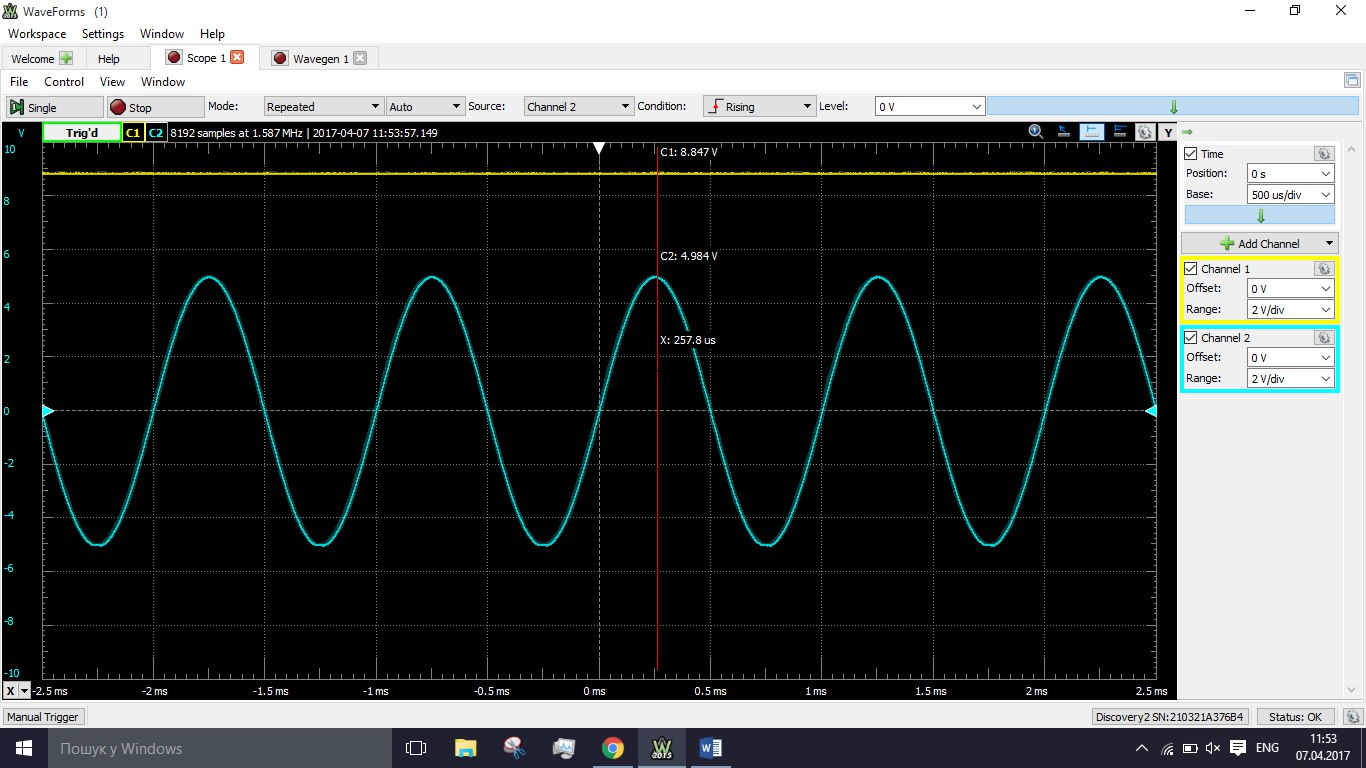 WaveForms (1)
Workspace Settings Window Help
Welcome Help Scope 1 Wavegen 1
File Control View Window
Single Stop Mode: Repeated Auto Source: Channel 2 Condition: Rising Level: 0 V
V Trig'd C1 C2 8192 samples at 1.587 MHz | 2017-04-07 11:53:57.149 Y
10
8
6
4
2
0
-2
-4
-6
-8
-10
C1: 8.847 V
C2: 4.984 V
X: 257.8 us
X -2.5 ms -2 ms -1.5 ms -1 ms -0.5 ms 0 ms 0.5 ms 1 ms 1.5 ms 2 ms 2.5 ms
Time
Position: 0 s
Base: 500 us/div
Add Channel
Channel 1
Offset: 0 V
Range: 2 V/div
Channel 2
Offset: 0 V
Range: 2 V/div
Manual Trigger Discovery2 SN:210321A376B4 Status: OK
Пошук у Windows
W 2015
ENG
11:53
07.04.2017